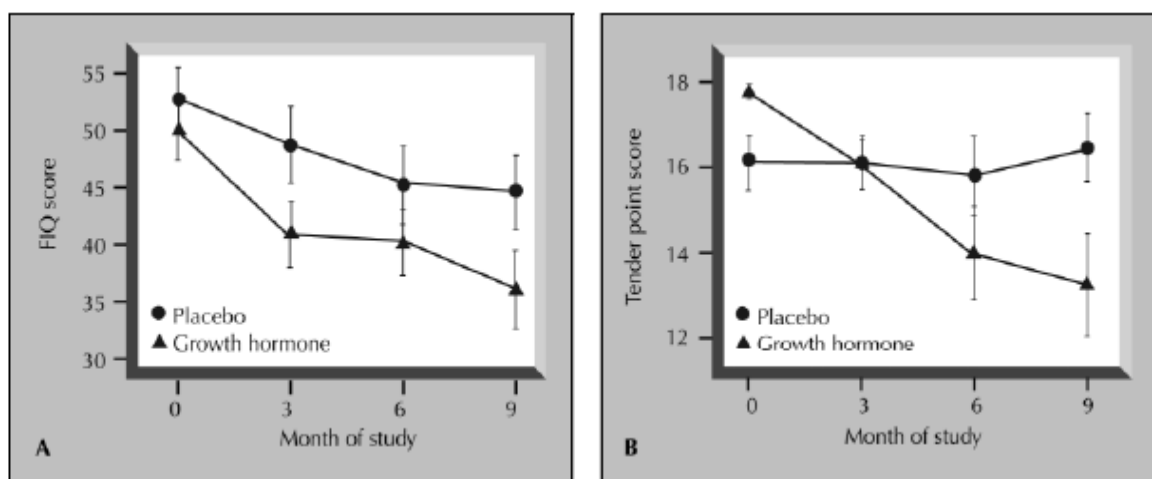 55
50
45
40
35
30
FIQ score
Placebo
Growth hormone
0 3 6 9
Month of study
A
18
16
14
12
Tender point score
Placebo
Growth hormone
0 3 6 9
Month of study
B